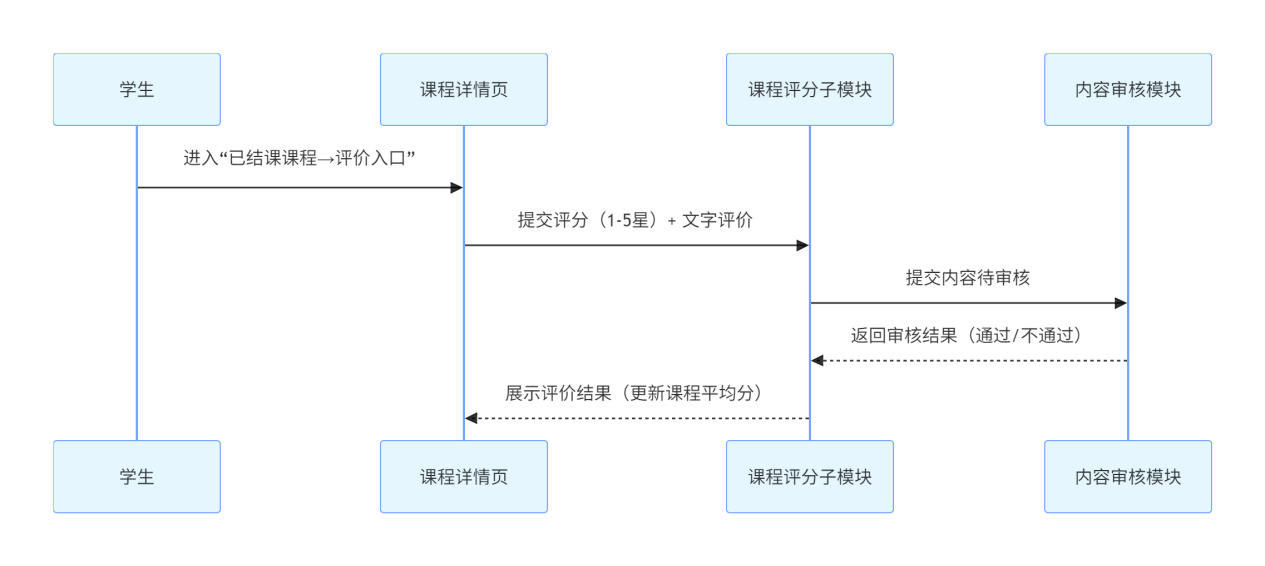 学生
课程详情页
课程评分子模块
内容审核模块
进入“已结课课程→评价入口”
提交评分（1-5星）+ 文字评价
提交内容待审核
返回审核结果（通过/不通过）
展示评价结果（更新课程平均分）
学生
课程详情页
课程评分子模块
内容审核模块